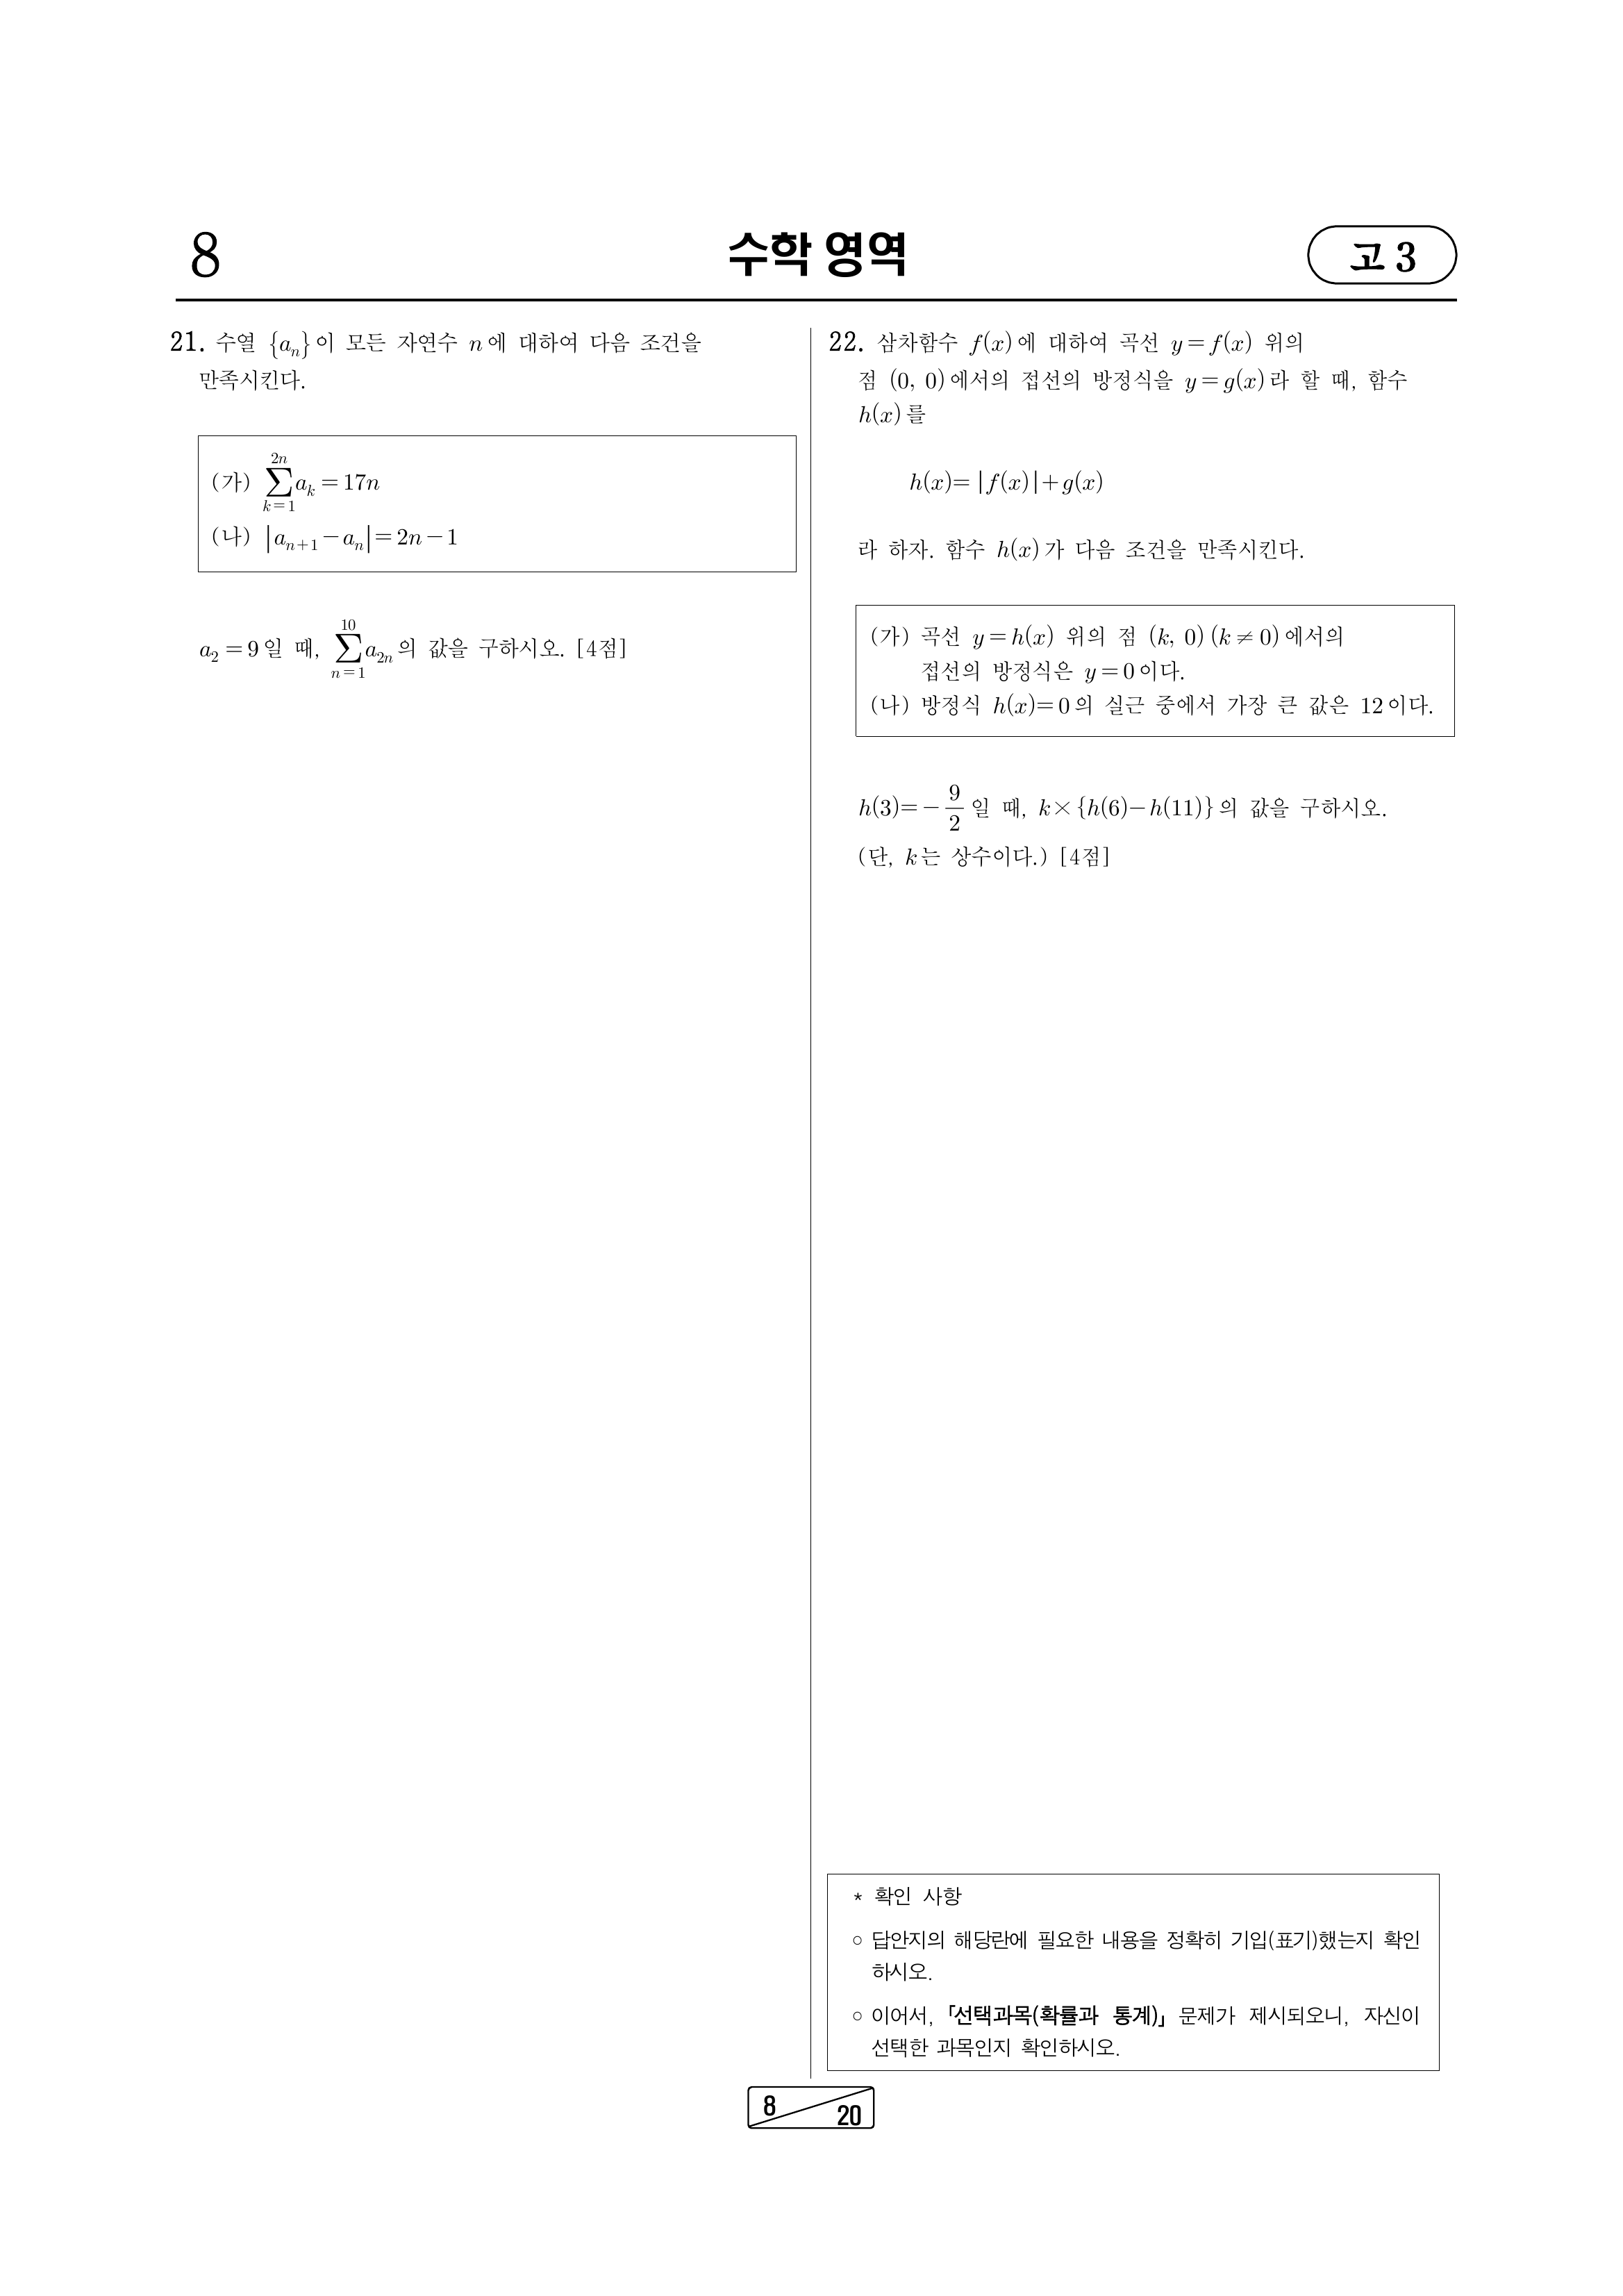 8
수학 영역
고 3
21. 수열 {aₙ}이 모든 자연수 n에 대하여 다음 조건을
만족시킨다.
(가) \sum_{k=1}^{2n} a_k = 17n
(나) |a_{n+1} - a_n| = 2n - 1
a_2 = 9일 때, \sum_{n=1}^{10} a_{2n}의 값을 구하시오. [4점]
22. 삼차함수 f(x)에 대하여 곡선 y = f(x) 위의
점 (0, 0)에서의 접선의 방정식을 y = g(x)라 할 때, 함수
h(x)를
h(x) = |f(x)| + g(x)
라 하자. 함수 h(x)가 다음 조건을 만족시킨다.
(가) 곡선 y = h(x) 위의 점 (k, 0) (k ≠ 0)에서의
접선의 방정식은 y = 0이다.
(나) 방정식 h(x) = 0의 실근 중에서 가장 큰 값은 12이다.
h(3) = -\frac{9}{2}일 때, k × {h(6) - h(11)}의 값을 구하시오.
(단, k는 상수이다.) [4점]
* 확인 사항
○ 답안지의 해당란에 필요한 내용을 정확히 기입(표기)했는지 확인
하시오.
○ 이어서, 「선택과목(확률과 통계)」 문제가 제시되오니, 자신이
선택한 과목인지 확인하시오.
8
20